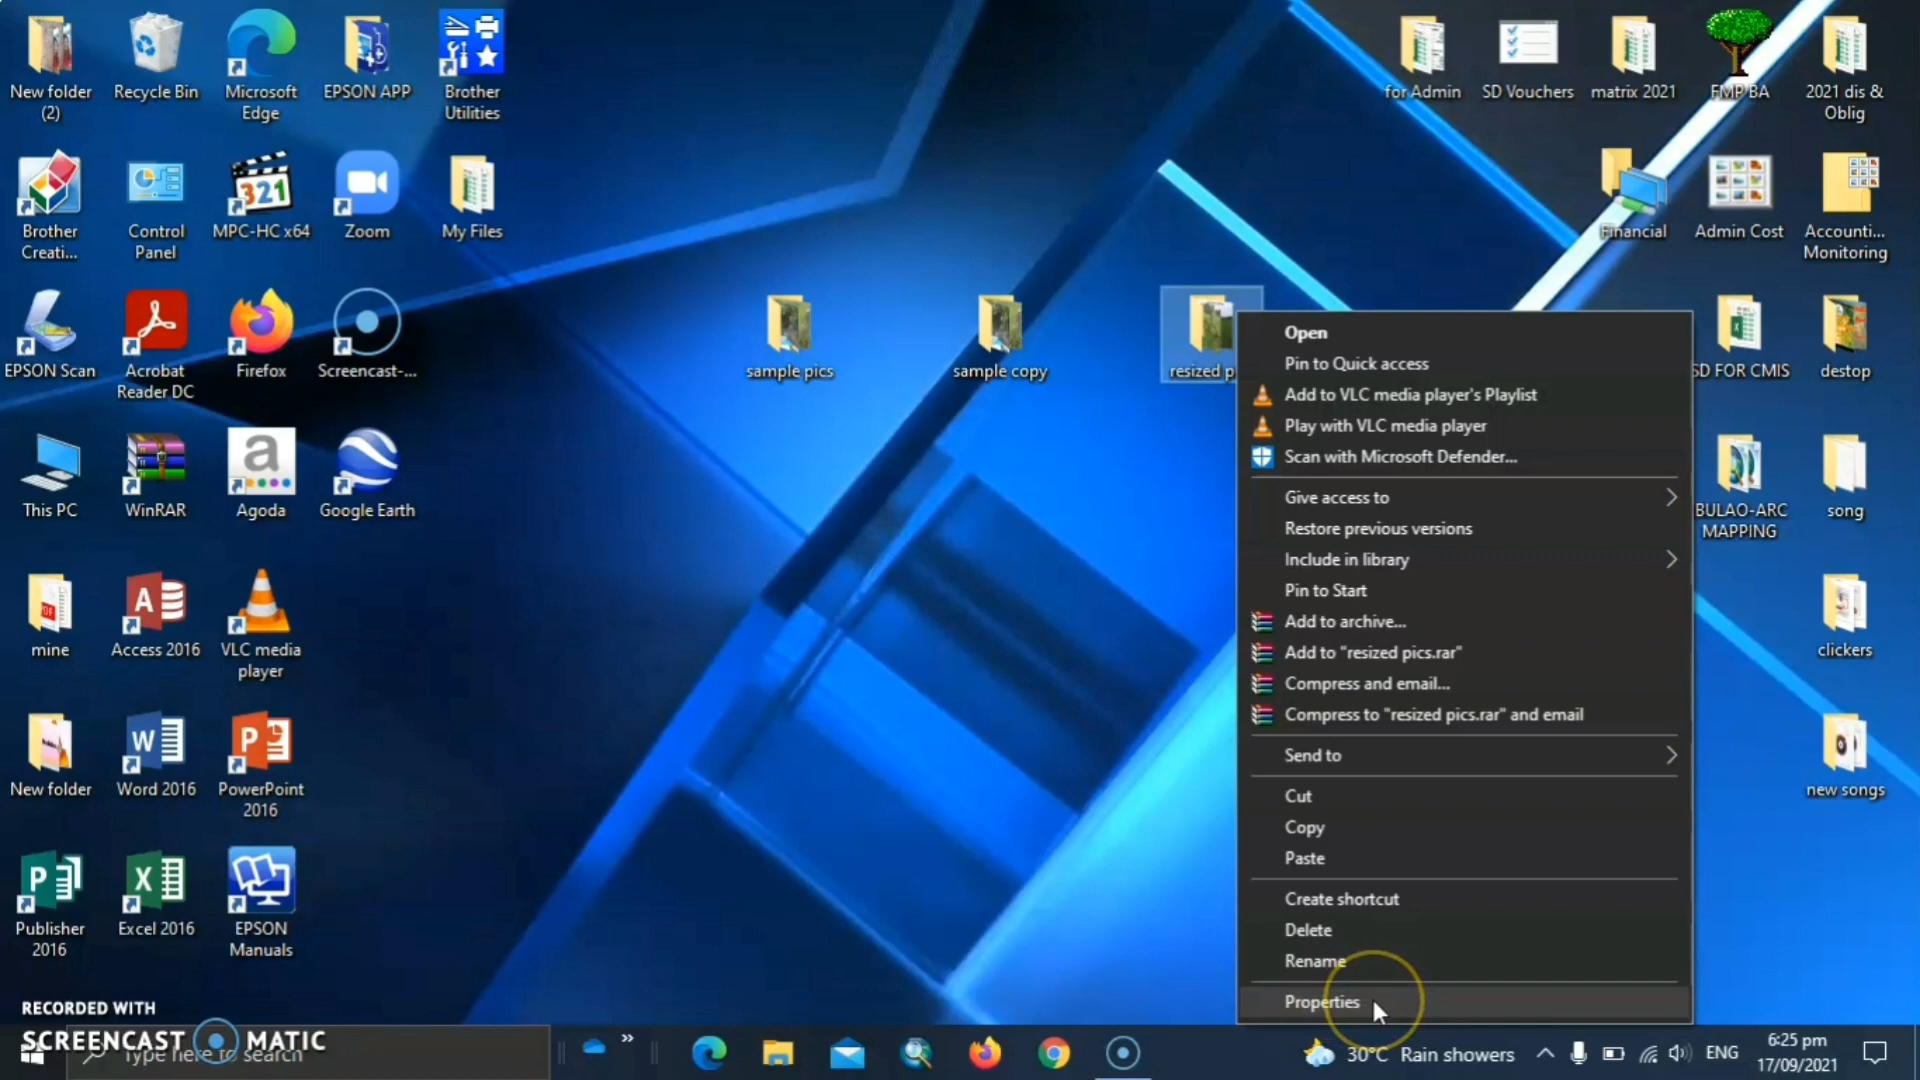 New folder
(2)
Recycle Bin
Microsoft
Edge
EPSON APP
Brother
Utilities
for Admin
SD Vouchers
matrix 2021
FMP BA
2021 dis &
Oblig
Brother
Creati...
Control
Panel
MPC-HC x64
Zoom
My Files
Financial
Admin Cost
Accounti...
Monitoring
EPSON Scan
Acrobat
Reader DC
Firefox
Screencast-...
sample pics
sample copy
resized p
SD FOR CMIS
destop
This PC
WinRAR
Agoda
Google Earth
BULAO-ARC
MAPPING
song
mine
Access 2016
VLC media
player
clickers
New folder
Word 2016
PowerPoint
2016
new songs
Publisher
2016
Excel 2016
EPSON
Manuals
Open
Pin to Quick access
Add to VLC media player's Playlist
Play with VLC media player
Scan with Microsoft Defender...
Give access to
Restore previous versions
Include in library
Pin to Start
Add to archive...
Add to "resized pics.rar"
Compress and email...
Compress to "resized pics.rar" and email
Send to
Cut
Copy
Paste
Create shortcut
Delete
Rename
Properties
RECORDED WITH
SCREENCAST MATIC
Type here to search
30°C Rain showers
ENG
6:25 pm
17/09/2021